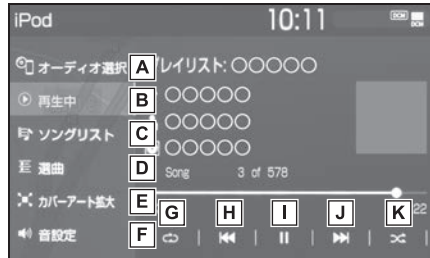 iPod 10:11 DCM
オーディオ選択 A レイリスト:○○○○○
再生中 B ○○○○○
ソングリスト C ○○○○○
○○○○○
選曲 D Song 3 of 578
カバーアート拡大 E 22
音設定 F G H I J K